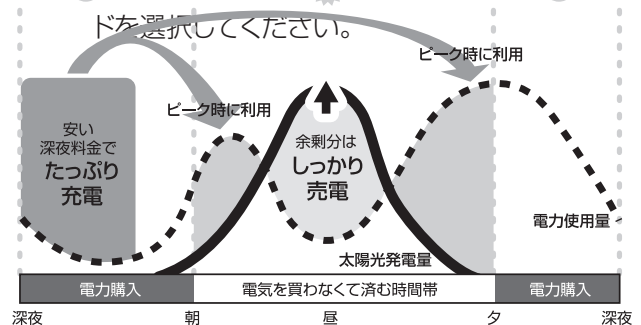 ドを選択してください。
ピーク時に利用
ピーク時に利用
安い
深夜料金で
たっぷり
充電
余剰分は
しっかり
売電
電力使用量
太陽光発電量
電力購入
電気を買わなくて済む時間帯
電力購入
深夜
朝
昼
夕
深夜